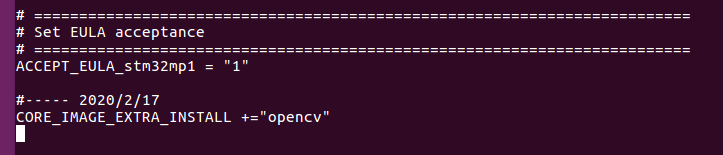 # ==========================================================================
# Set EULA acceptance
# ==========================================================================
ACCEPT_EULA_stm32mp1 = "1"
#----- 2020/2/17
CORE_IMAGE_EXTRA_INSTALL +="opencv"